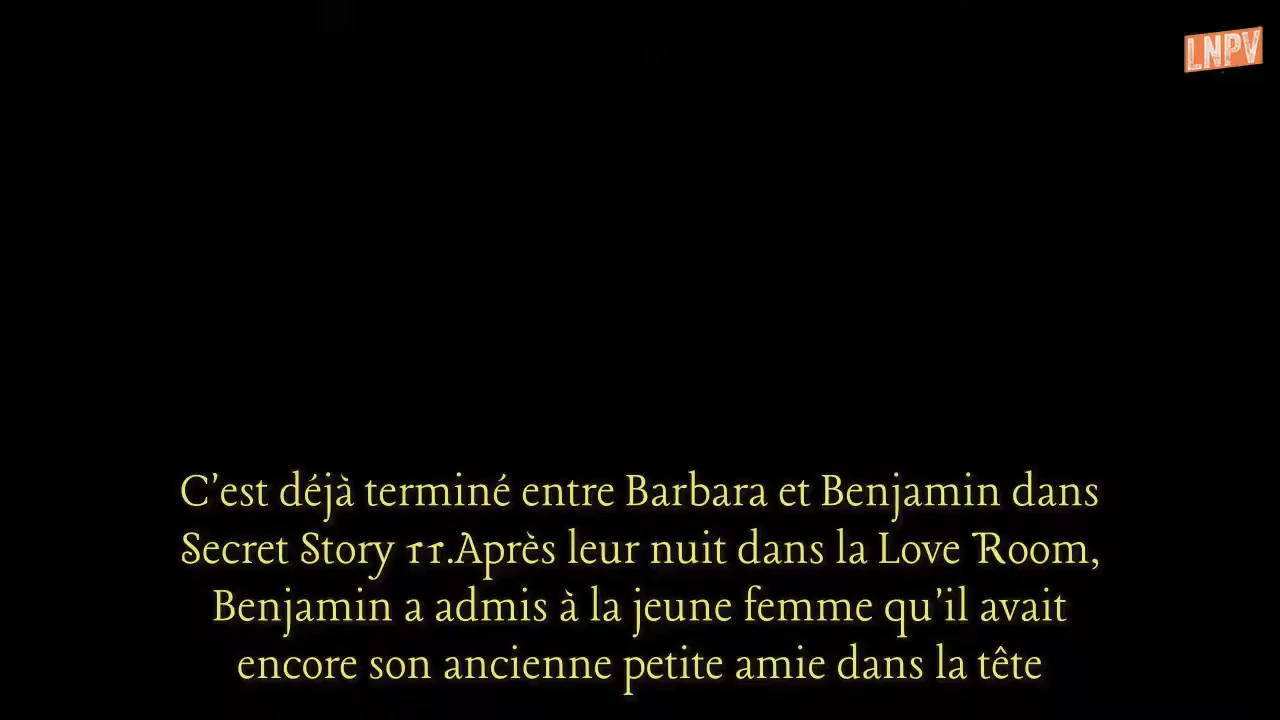 LNPV
C'est déjà terminé entre Barbara et Benjamin dans
Secret Story 11.Après leur nuit dans la Love Room,
Benjamin a admis à la jeune femme qu'il avait
encore son ancienne petite amie dans la tête